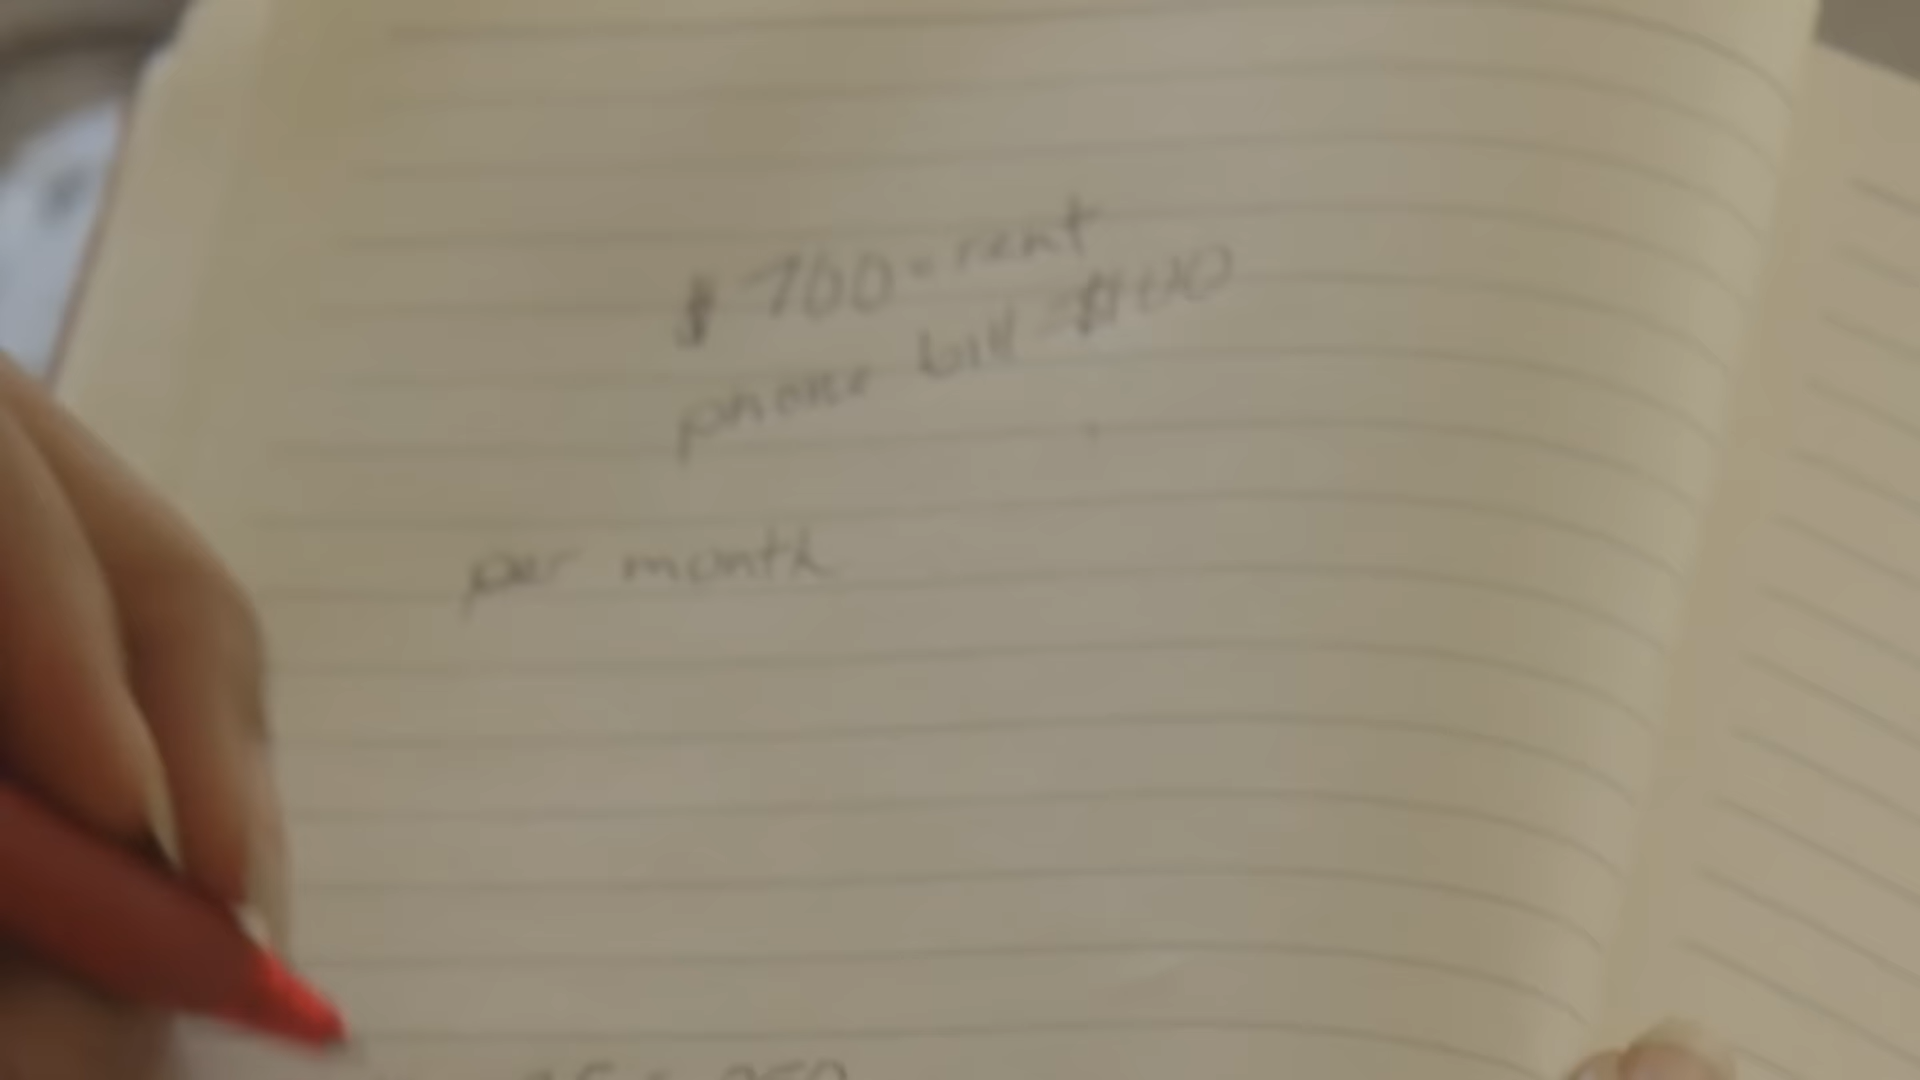 $ 700 = rent
phone bill = $100
per month